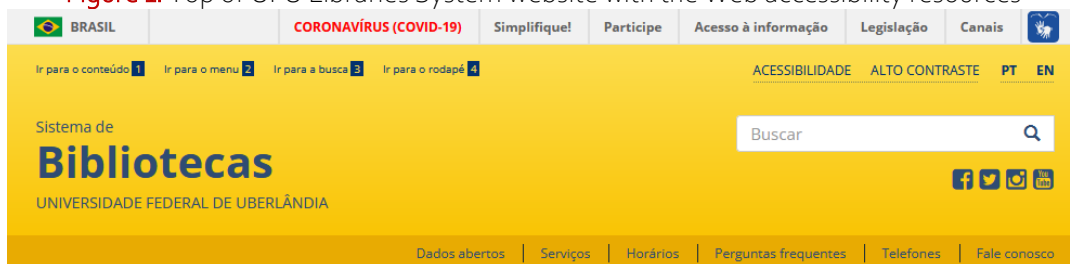 Figure 2. Top of UFU Libraries System website with the Web accessibility resources
BRASIL CORONAVÍRUS (COVID-19) Simplifique! Participe Acesso à informação Legislação Canais
Ir para o conteúdo 1 Ir para o menu 2 Ir para a busca 3 Ir para o rodapé 4 ACESSIBILIDADE ALTO CONTRASTE PT EN
Sistema de
Buscar
Bibliotecas
You Tube
UNIVERSIDADE FEDERAL DE UBERLÂNDIA
Dados abertos Serviços Horários Perguntas frequentes Telefones Fale conosco